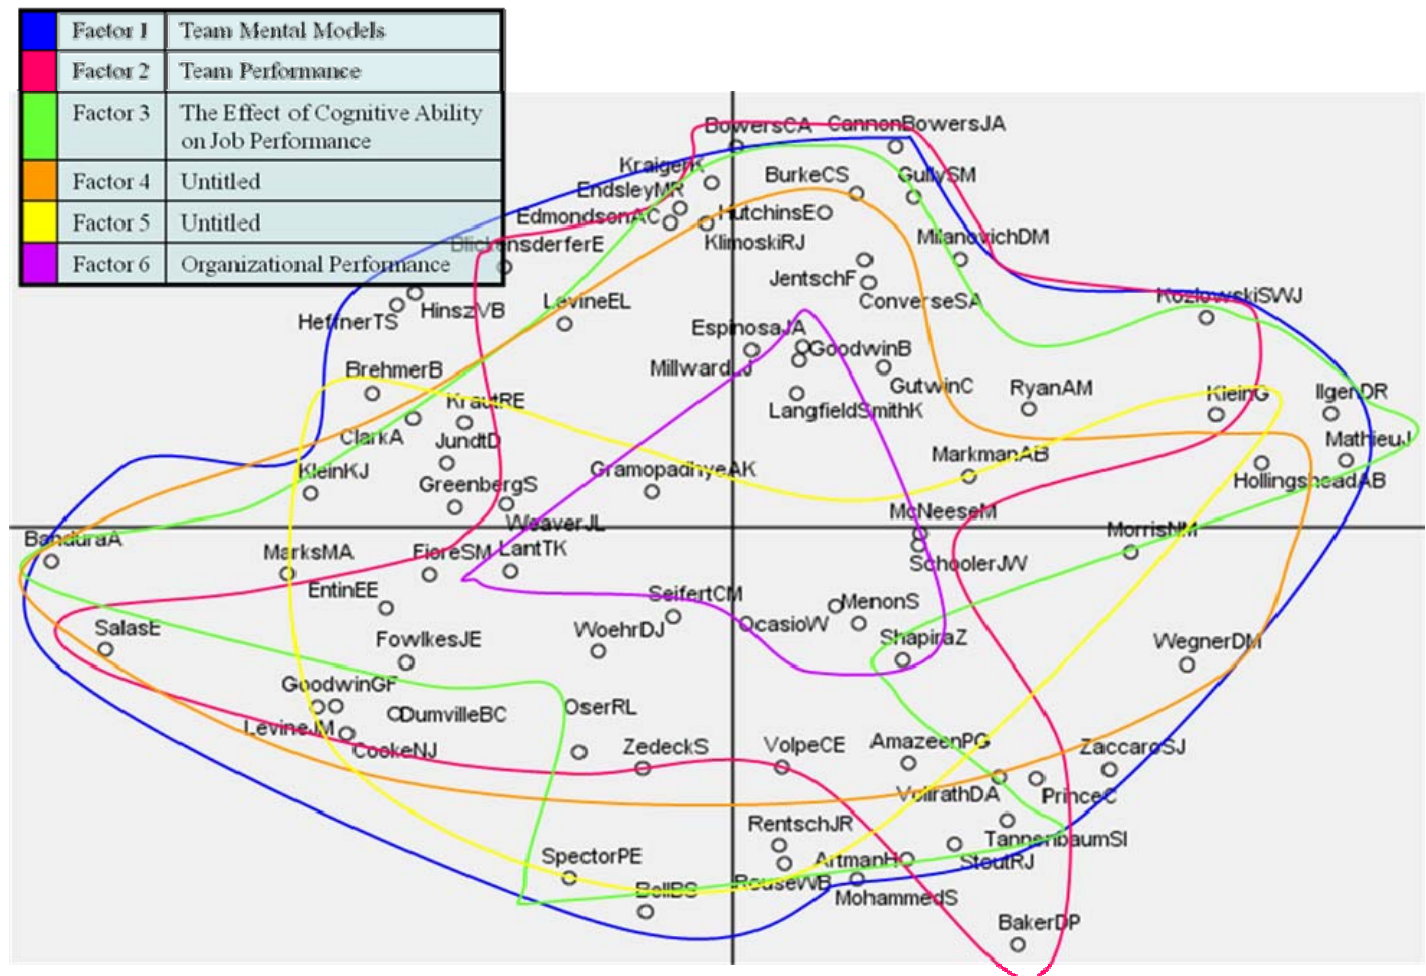 Factor 1 Team Mental Models
Factor 2 Team Performance
Factor 3 The Effect of Cognitive Ability
on Job Performance
Factor 4 Untitled
Factor 5 Untitled
Factor 6 Organizational Performance
BowersCA CannonBowersJA
KraigerK
BurkeCS GullySM
EndsleyMR
EdmondsonAC HutchinsE
KlimoskiRJ MilanovichDM
BlickensdorferE
JentschF
ConverseSA KozlowskiSWJ
HeffnerTS HinszVB LevineEL
EspinosaJA
GoodwinB
MillwardLJ
BrehmerB GutwinC RyanAM KleinG IlgenDR
KrautRE LangfieldSmithK
ClarkA JundtD MathieuJ
KleinKJ GramopadhyeAK MarkmanAB
GreenbergS HollingsheadAB
WeaverJL McNeeseM
BanduraA MorrisNM
MarksMA FioreSM LantTK
SchoolerJW
EntinEE SeifertCM
MenonS
SallasE WoehrDJ OcasioW
FowlkesJE ShapiraZ WegnerDM
GoodwinGF
DumvilleBC OserRL
LevineJM
CookeNJ ZedeckS VolpeCE AmazeenPG ZaccaroSJ
VollrathDA PrinceC
RentschJR TannenbaumSI
SpectorPE ArtmanH StoutRJ
BellBS RouseWB
MohammedS
BakerDP